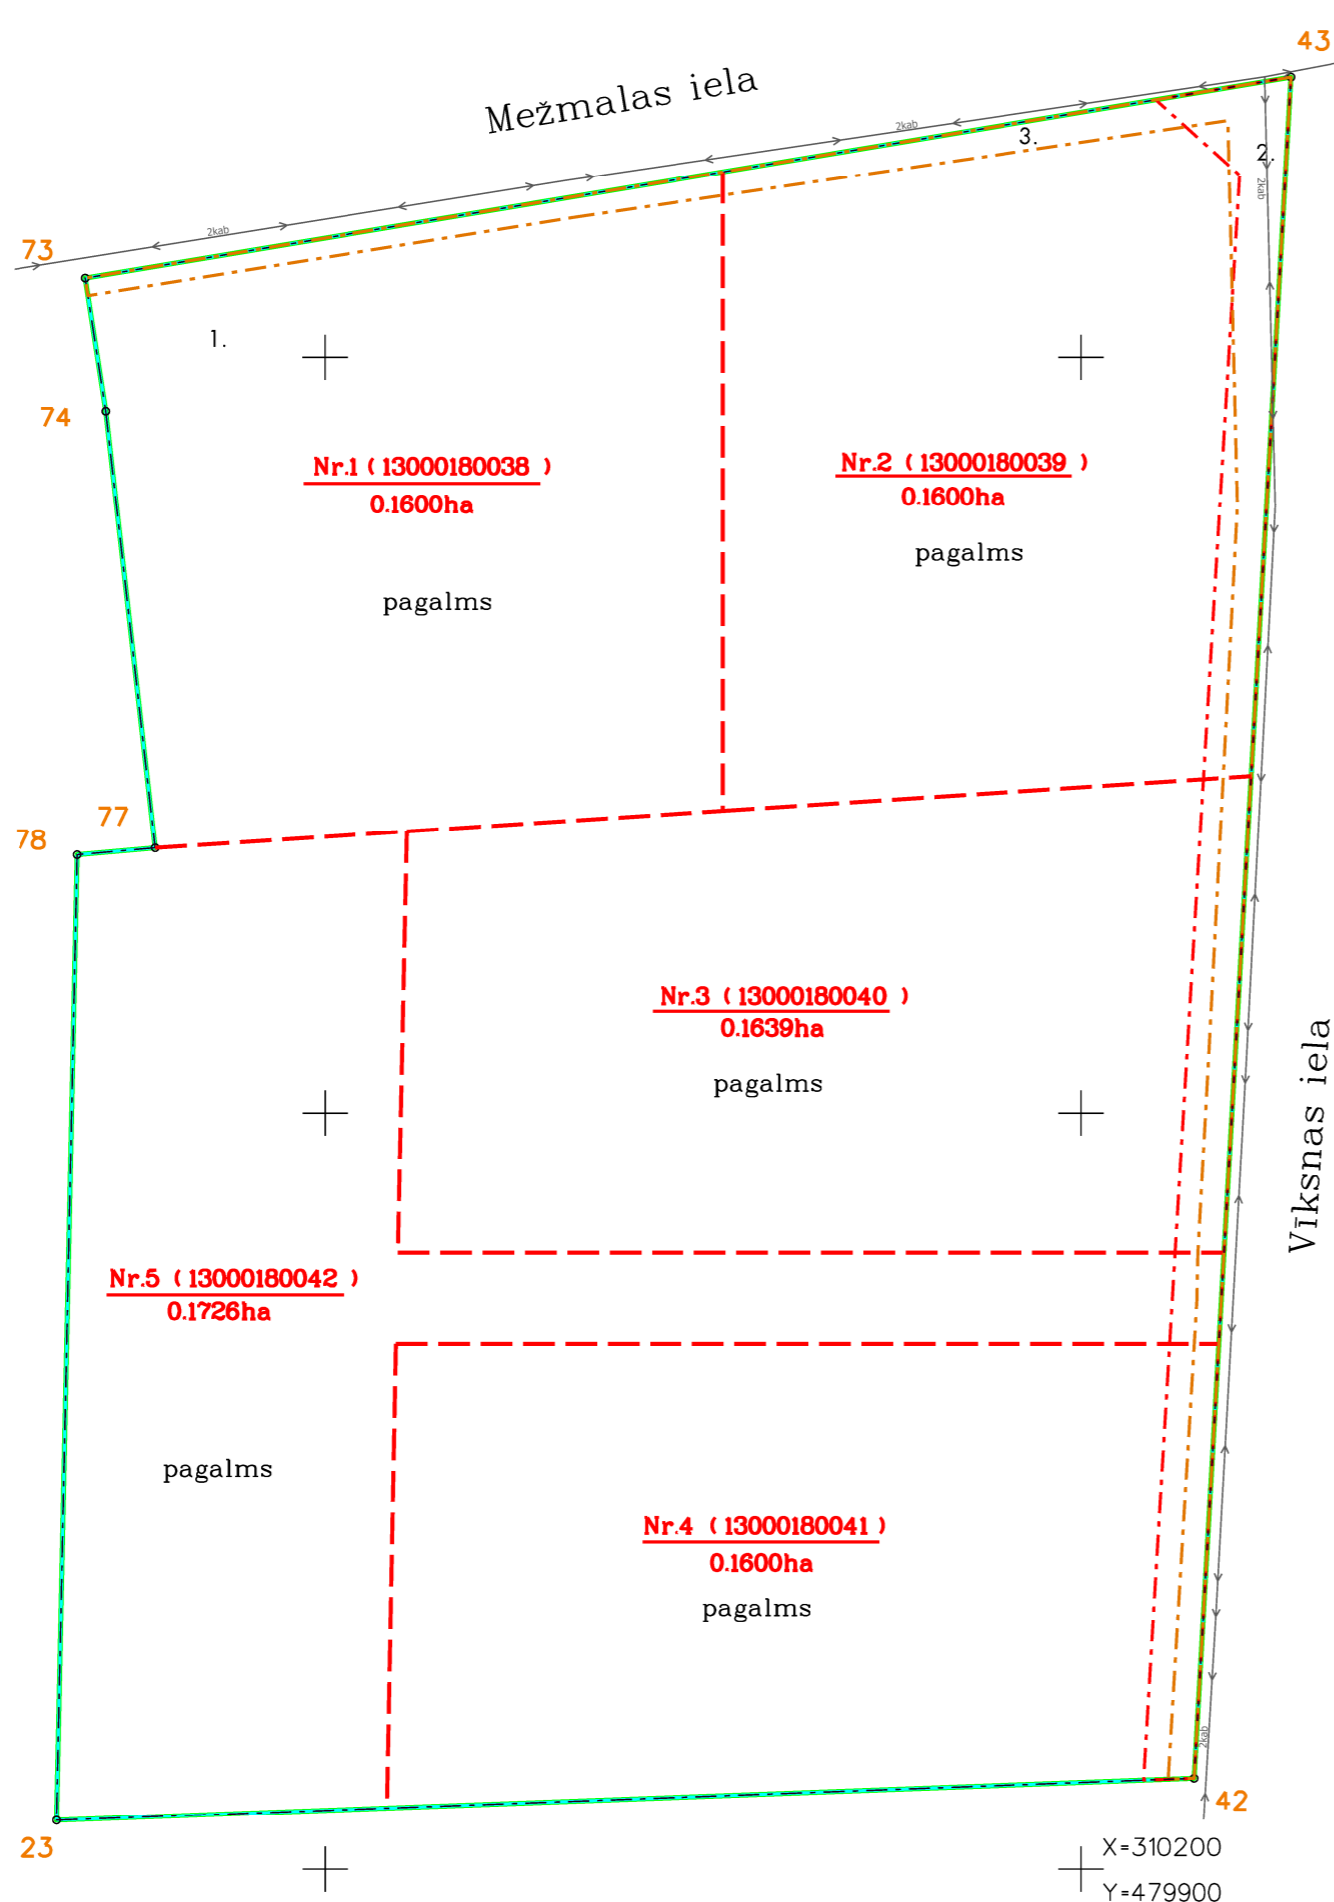 43
Mežmalas iela
2kab
3.
2.
2kab
2kab
73
1.
74
Nr.1 ( 13000180038 )
0.1600ha
pagalms
Nr.2 ( 13000180039 )
0.1600ha
pagalms
77
78
Nr.3 ( 13000180040 )
0.1639ha
pagalms
Vīksnas iela
Nr.5 ( 13000180042 )
0.1726ha
pagalms
Nr.4 ( 13000180041 )
0.1600ha
pagalms
2kab
42
23
X=310200
Y=479900